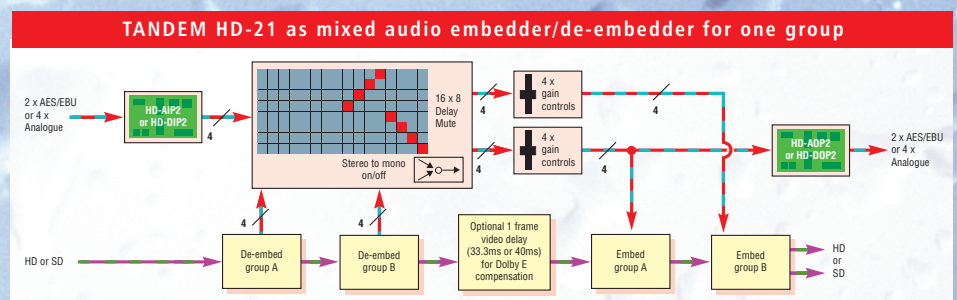 TANDEM HD-21 as mixed audio embedder/de-embedder for one group
2 x AES/EBU
or 4 x
Analogue
HD-AIP2
or HD-DIP2
4
16 x 8
Delay
Mute
Stereo to mono
on/off
4
4 x
gain
controls
4
4
4 x
gain
controls
4
HD-AOP2
or HD-DOP2
2 x AES/EBU
or 4 x
Analogue
4
4
HD or SD
De-embed
group A
De-embed
group B
Optional 1 frame
video delay
(33.3ms or 40ms)
for Dolby E
compensation
Embed
group A
Embed
group B
HD
or
SD